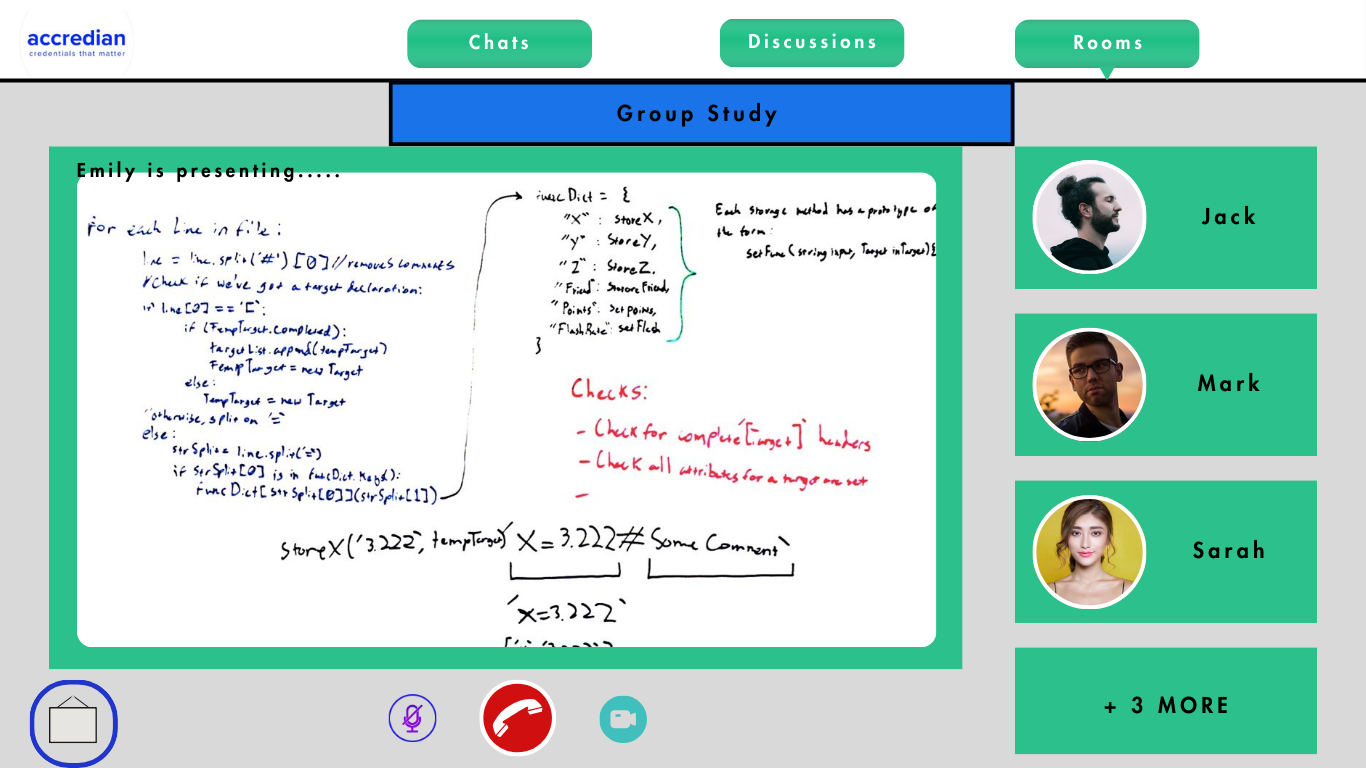 accredian
credentials that matter
Chats
Discussions
Rooms
Group Study
Emily is presenting.....
For each Line in file:
line = line.split('#')[0] //removes comments
//Check if we've got a target declaration:
if line[0] == '[':
if (TempTarget.completed):
targetList.append(tempTarget)
TempTarget = new Target
else:
TempTarget = new Target
"otherwise, split on '='
else:
strSplit = line.split('=')
if strSplit[0] is in funcDict.Keys():
funcDict[strSplit[0]](strSplit[1])
funcDict = {
"X" : storeX,
"y" : StoreY,
"Z" : StoreZ,
"Friend": Friend,
"Points": setpoints,
"FlashRate": setFlash
}
Each storage method has a prototype of
the form:
setFunc(string input, Target inTarget){
Checks:
- Check for complete '[Target]' headers
- Check all attributes for a target are set
-
storeX('3.222', tempTarget) 'X=3.222# Some Comment'
'x=3.222'
Jack
Mark
Sarah
+ 3 MORE